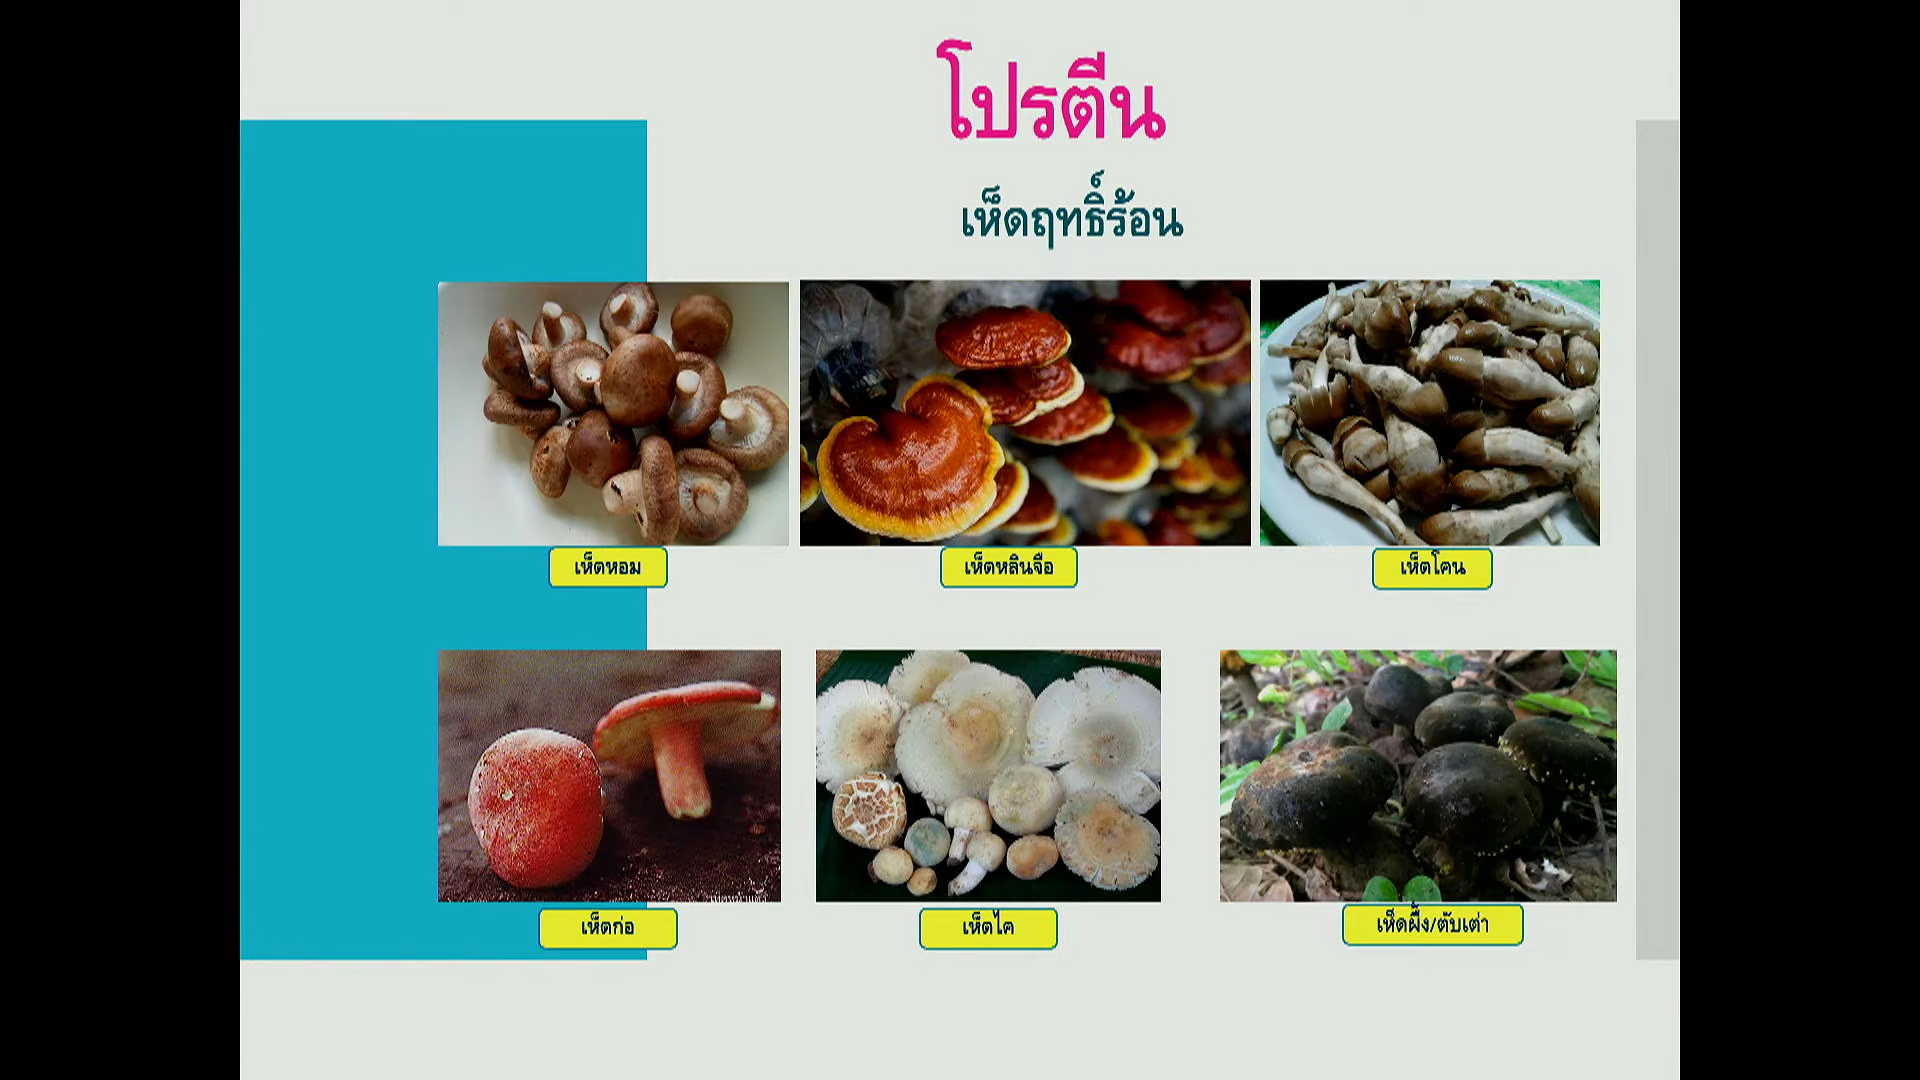 โปรตีน
เห็ดฤทธิ์ร้อน
เห็ดหอม
เห็ดหลินจือ
เห็ดโคน
เห็ดก่อ
เห็ดไค
เห็ดผึ้ง/ตับเต่า